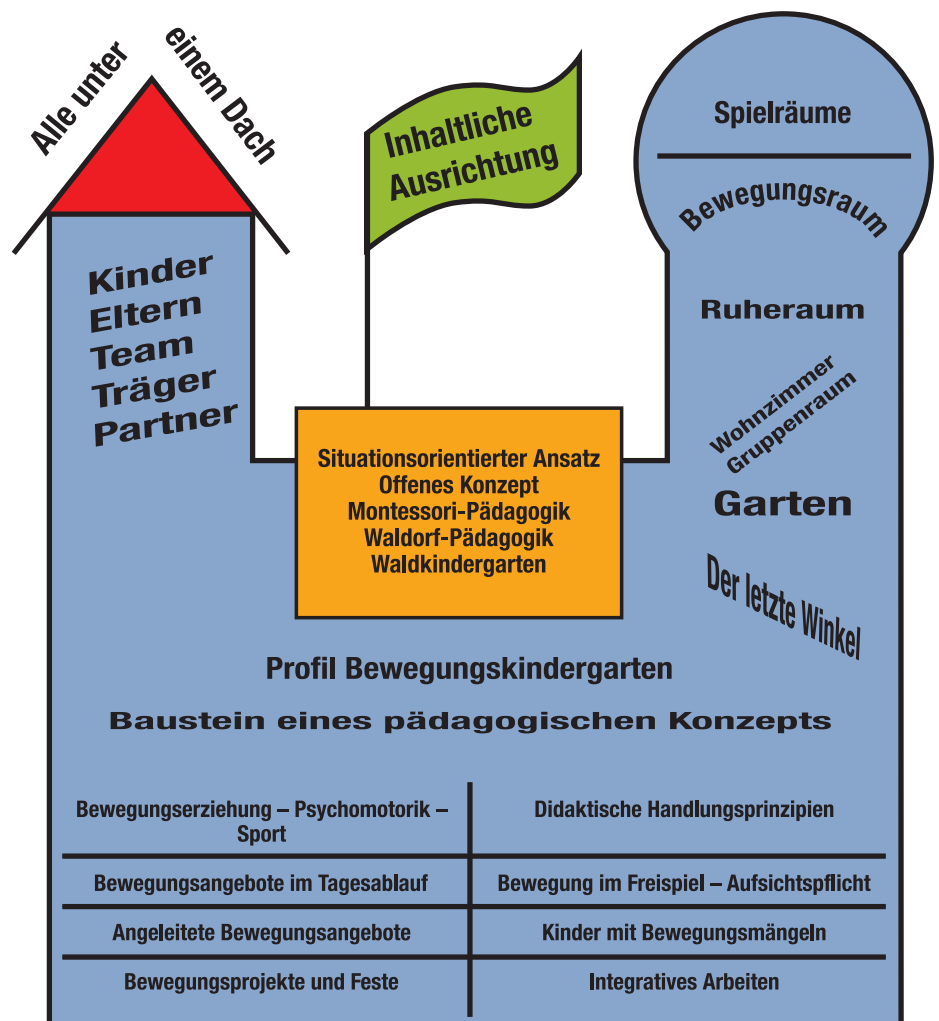 Alle unter
einem Dach
Inhaltliche
Ausrichtung
Spielräume
Bewegungsraum
Kinder
Eltern
Team
Träger
Partner
Ruheraum
Wohnzimmer
Gruppenraum
Garten
Der letzte Winkel
Situationsorientierter Ansatz
Offenes Konzept
Montessori-Pädagogik
Waldorf-Pädagogik
Waldkindergarten
Profil Bewegungskindergarten
Baustein eines pädagogischen Konzepts
Bewegungserziehung – Psychomotorik –
Sport
Didaktische Handlungsprinzipien
Bewegungsangebote im Tagesablauf
Bewegung im Freispiel – Aufsichtspflicht
Angeleitete Bewegungsangebote
Kinder mit Bewegungsmängeln
Bewegungsprojekte und Feste
Integratives Arbeiten